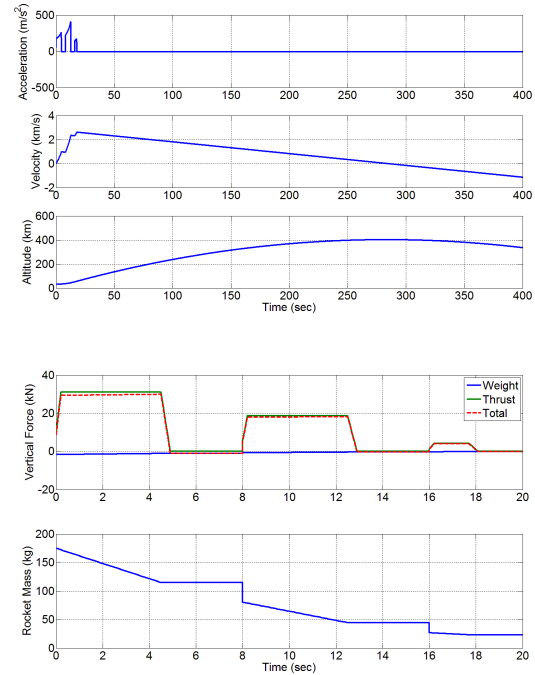 500
0
-500
Acceleration (m/s2)
0 50 100 150 200 250 300 350 400
4
2
0
-2
Velocity (km/s)
0 50 100 150 200 250 300 350 400
600
400
200
0
Altitude (km)
0 50 100 150 200 250 300 350 400
Time (sec)
40
20
0
-20
Vertical Force (kN)
Weight
Thrust
Total
0 2 4 6 8 10 12 14 16 18 20
200
150
100
50
0
Rocket Mass (kg)
0 2 4 6 8 10 12 14 16 18 20
Time (sec)